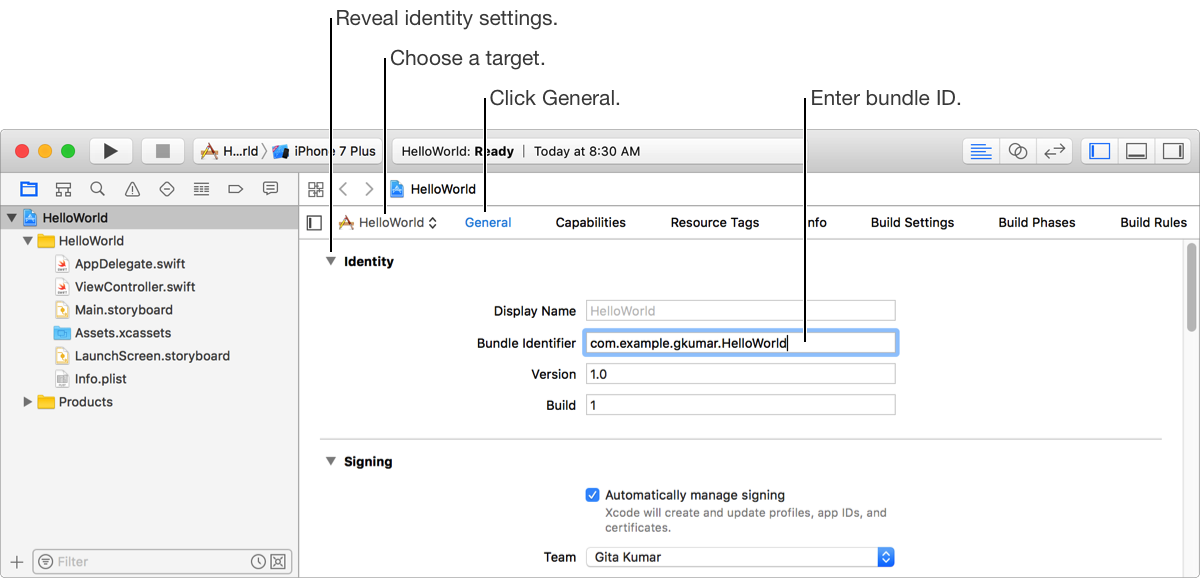 Reveal identity settings.
Choose a target.
Click General.
Enter bundle ID.
H...rld iPhone 7 Plus
HelloWorld: Ready | Today at 8:30 AM
HelloWorld
HelloWorld
HelloWorld General Capabilities Resource Tags nfo Build Settings Build Phases Build Rules
HelloWorld
AppDelegate.swift
ViewController.swift
Main.storyboard
Assets.xcassets
LaunchScreen.storyboard
Info.plist
Products
Filter
Identity
Display Name HelloWorld
Bundle Identifier com.example.gkumar.HelloWorld
Version 1.0
Build 1
Signing
Automatically manage signing
Xcode will create and update profiles, app IDs, and
certificates.
Team Gita Kumar